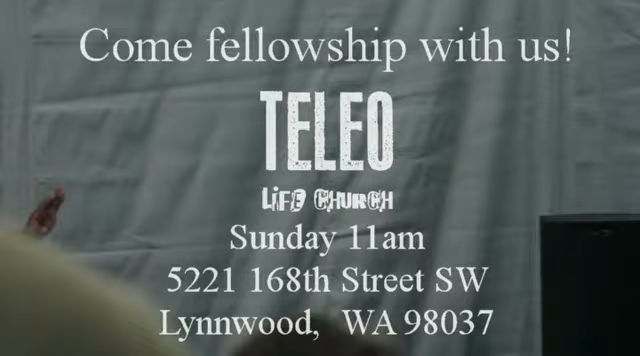 Come fellowship with us!
TELEO
LiFE CHURCH
Sunday 11am
5221 168th Street SW
Lynnwood, WA 98037